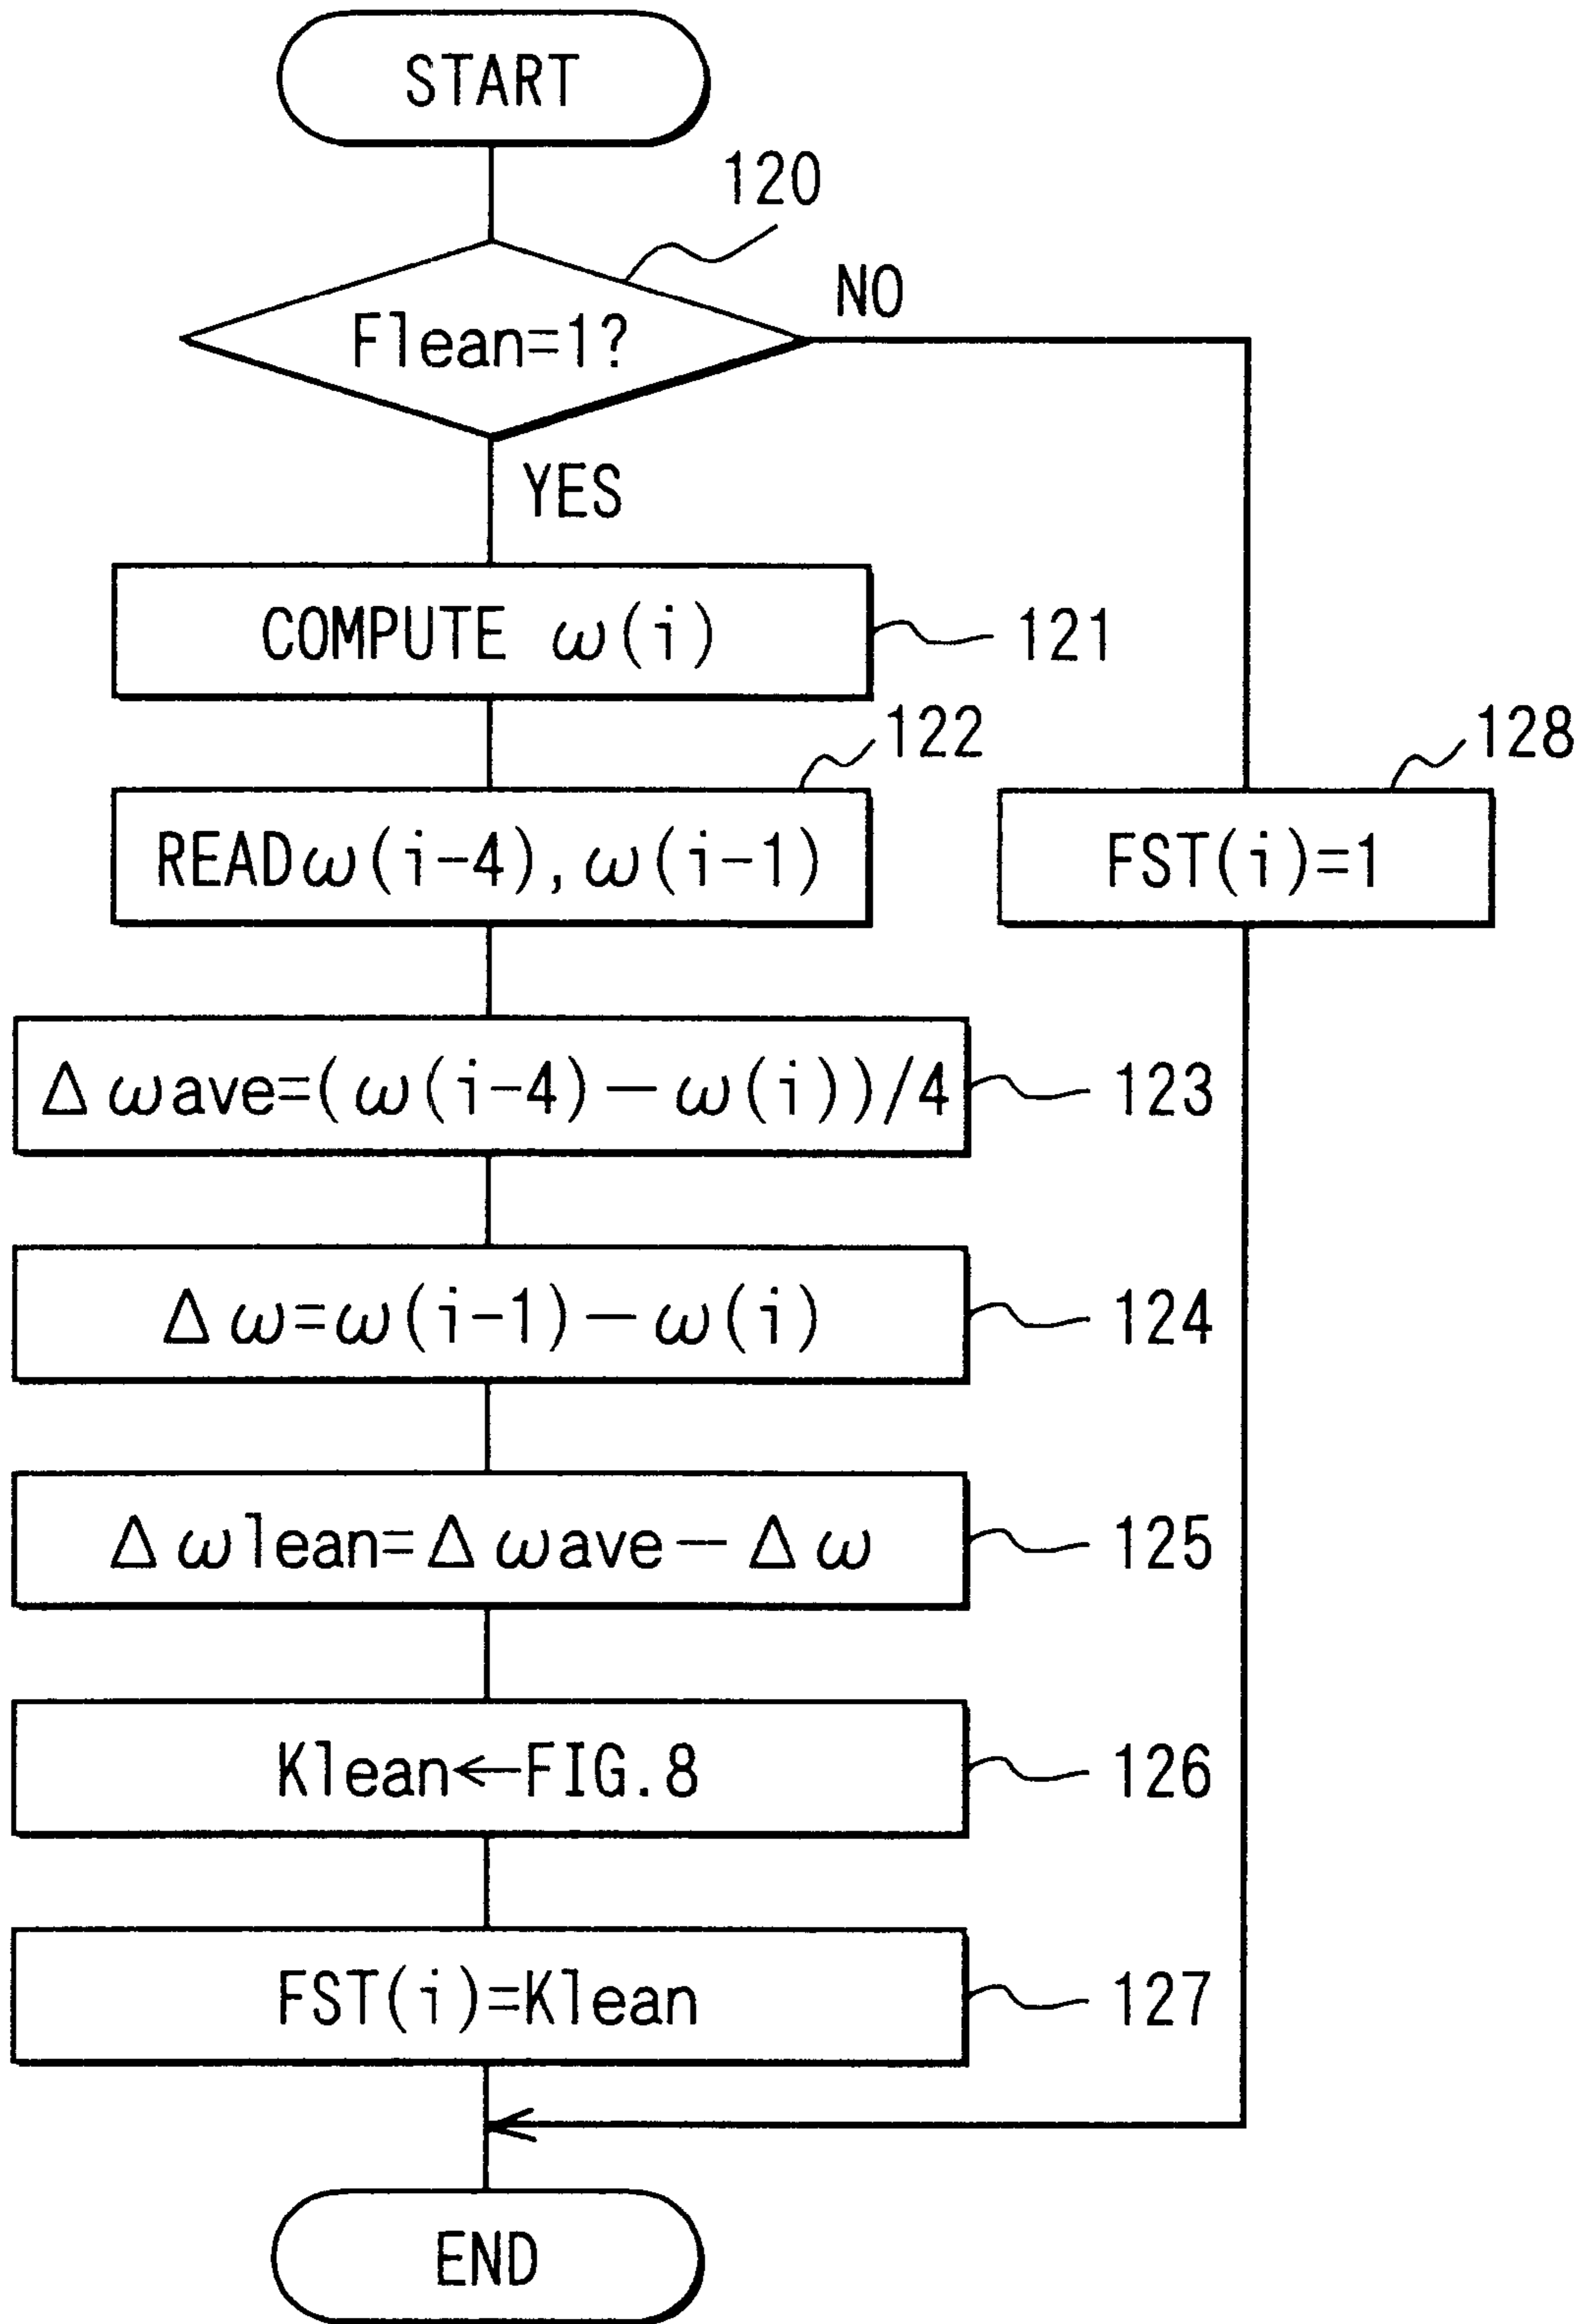 START
120
Flean=1?
NO
YES
COMPUTE ω(i)
121
122
READω(i-4),ω(i-1)
128
FST(i)=1
Δωave=(ω(i-4)-ω(i))/4
123
Δω=ω(i-1)-ω(i)
124
Δωlean=Δωave-Δω
125
Klean←FIG.8
126
FST(i)=Klean
127
END